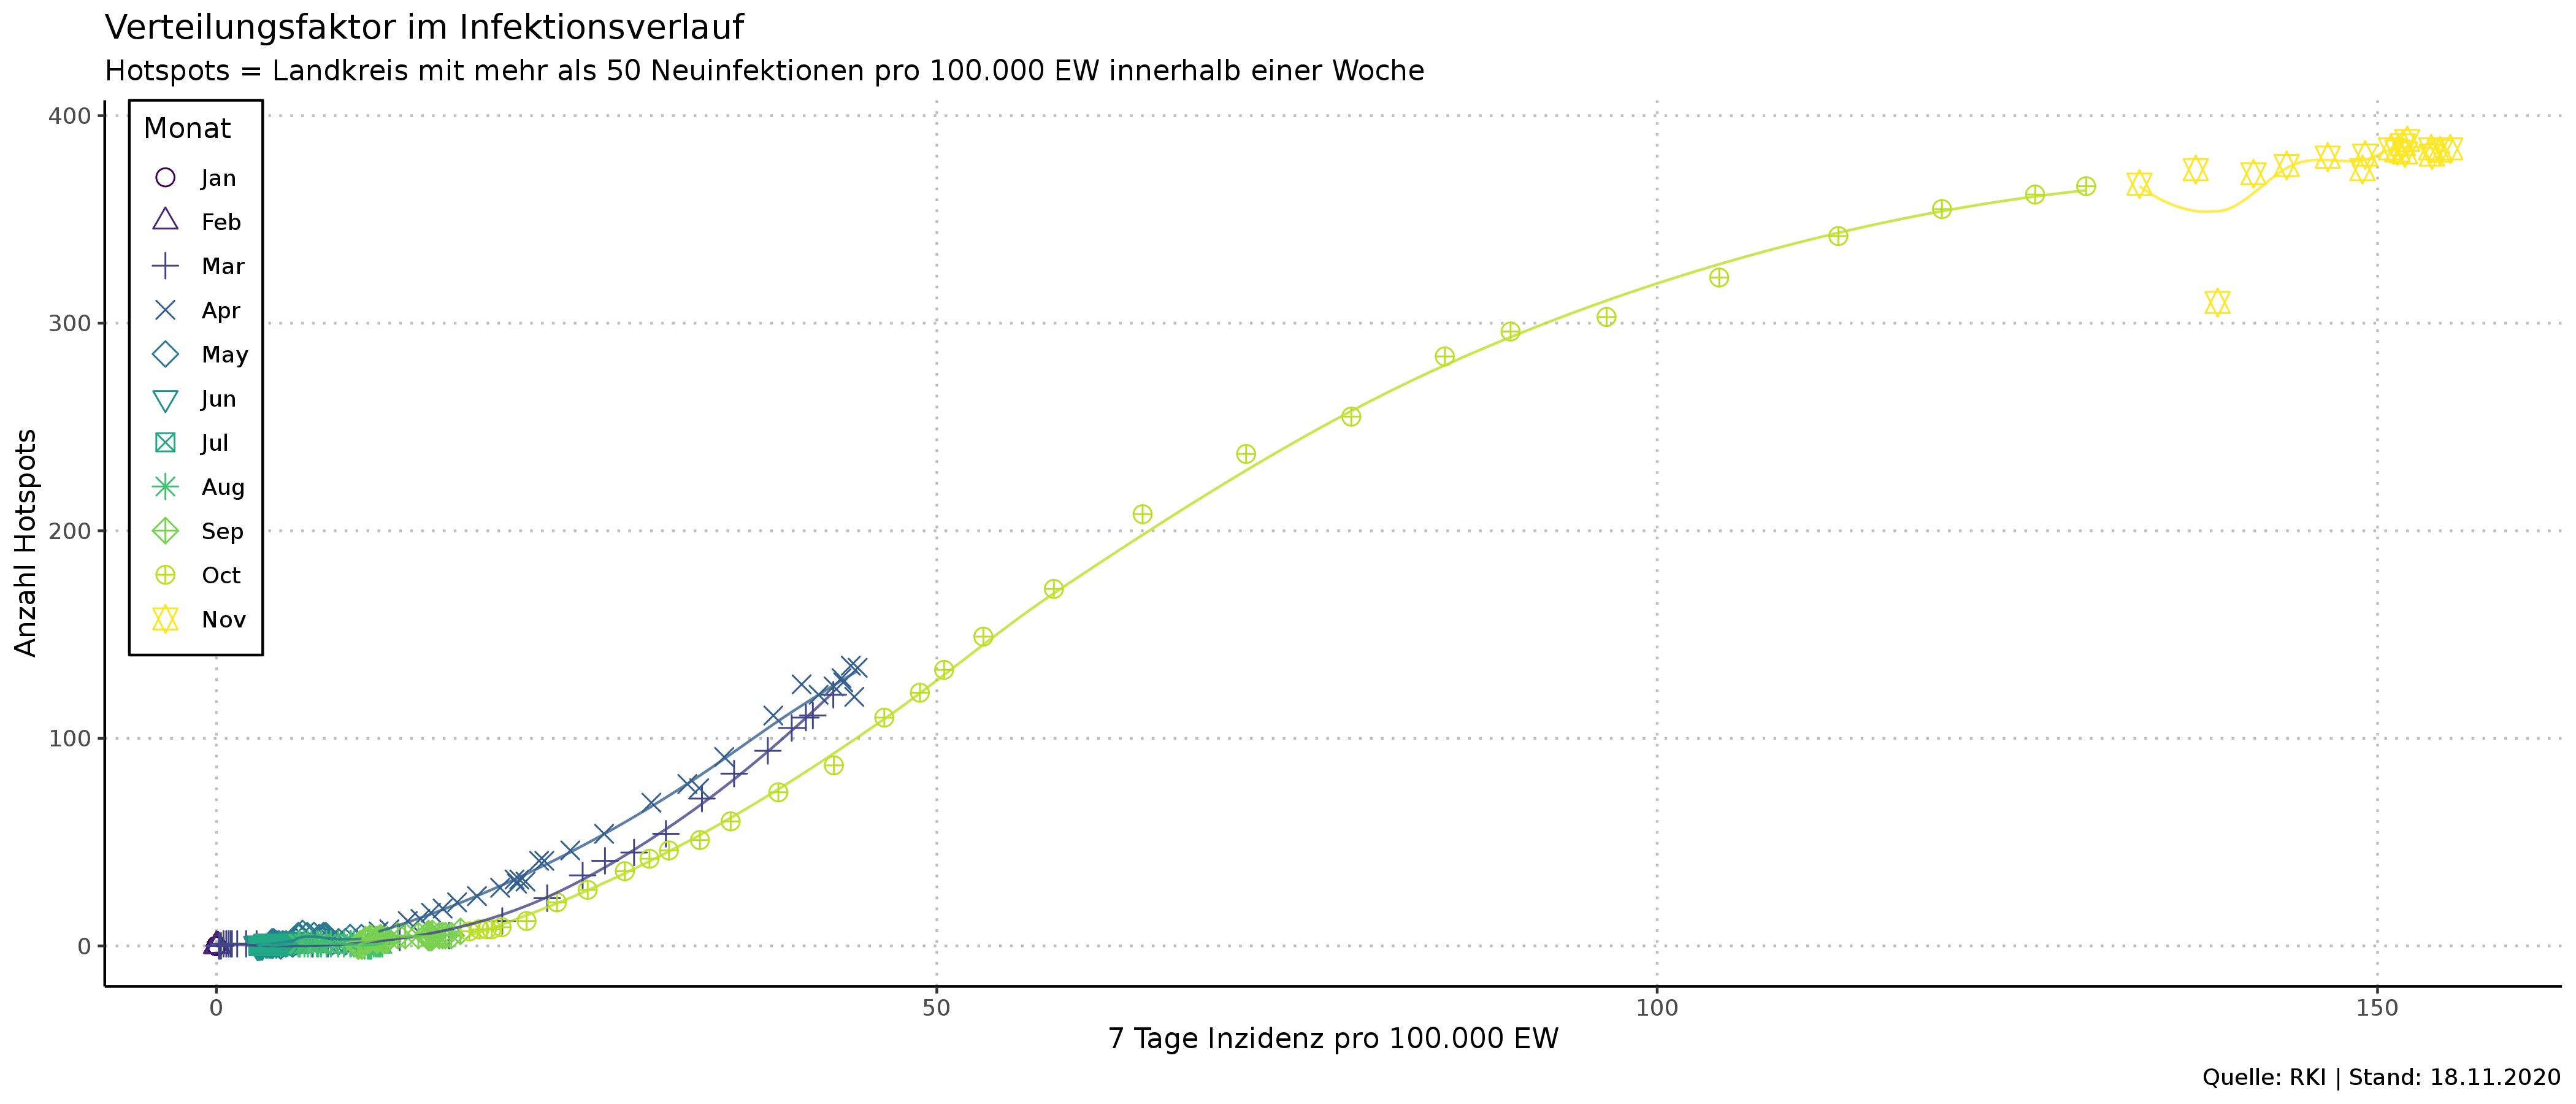 Verteilungsfaktor im Infektionsverlauf
Hotspots = Landkreis mit mehr als 50 Neuinfektionen pro 100.000 EW innerhalb einer Woche
Monat
Jan
Feb
Mar
Apr
May
Jun
Jul
Aug
Sep
Oct
Nov
Anzahl Hotspots
400
300
200
100
0
0 50 100 150
7 Tage Inzidenz pro 100.000 EW
Quelle: RKI | Stand: 18.11.2020